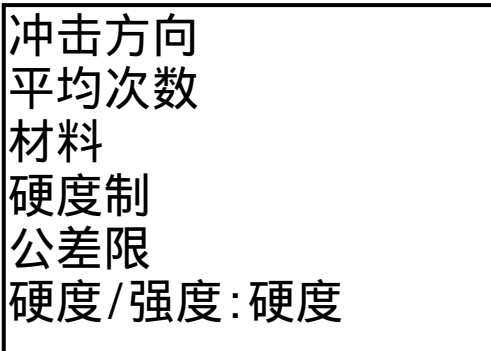 冲击方向
平均次数
材料
硬度制
公差限
硬度/强度:硬度